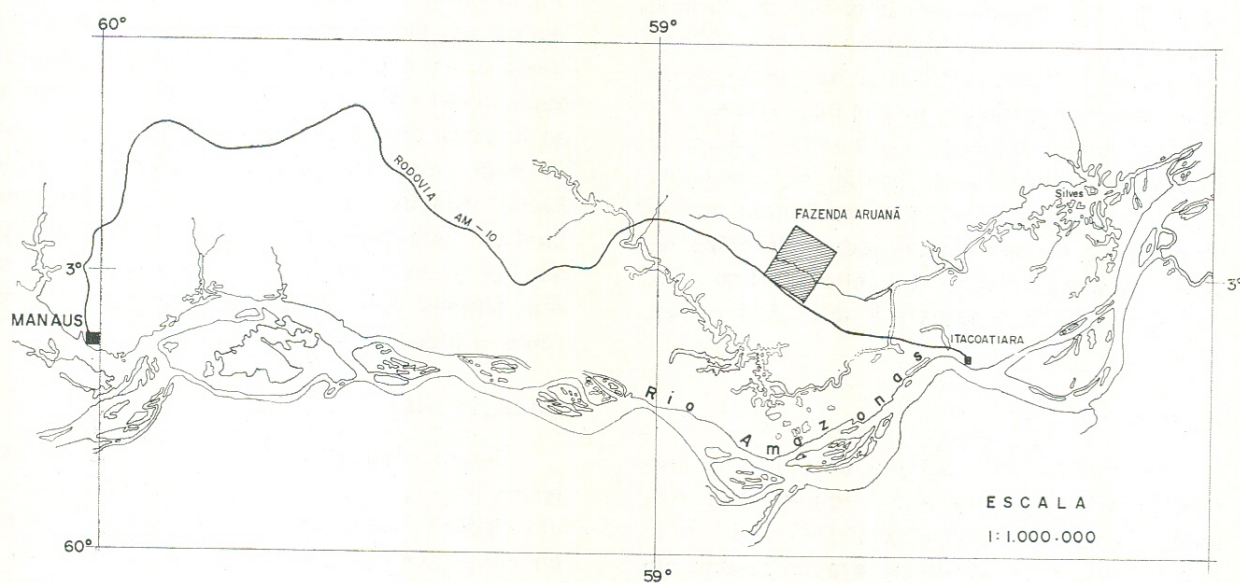 60°
59°
RODOVIA AM-10
Silves
FAZENDA ARUANÃ
3°
3°
MANAUS
ITACOATIARA
Rio Amazonas
ESCALA
1:1.000.000
60°
59°